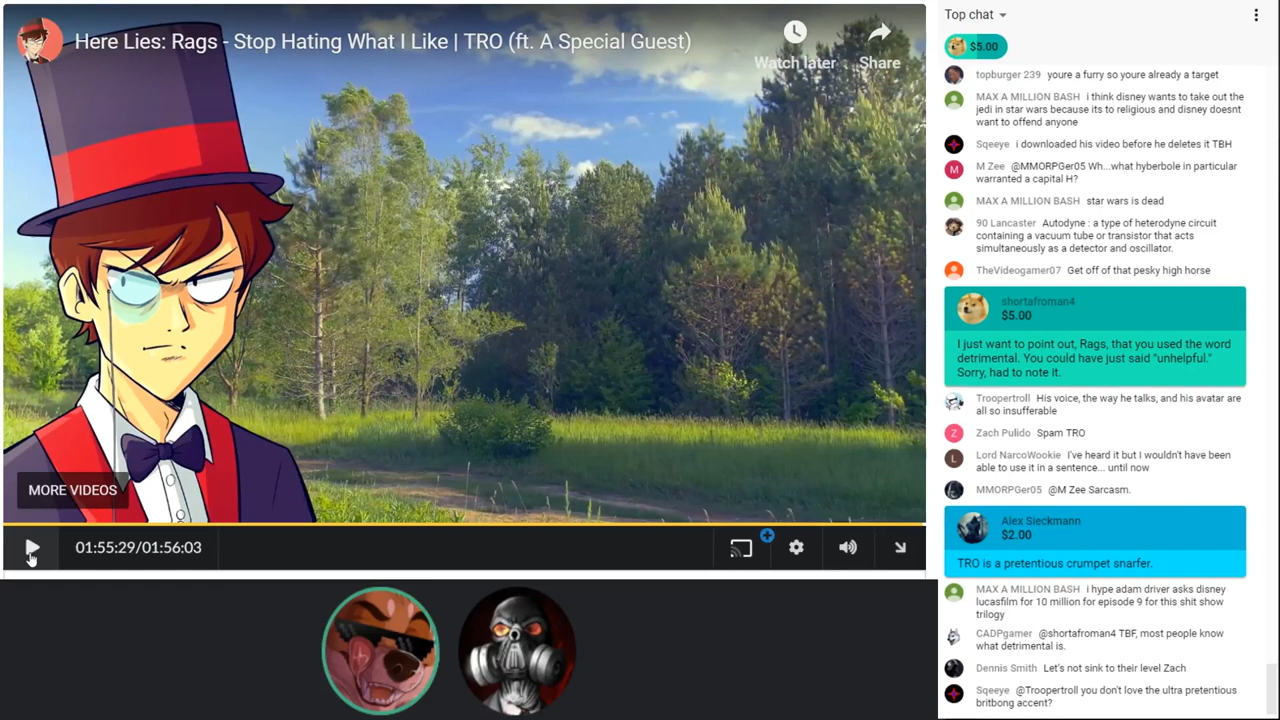 Here Lies: Rags - Stop Hating What I Like | TRO (ft. A Special Guest)
Watch later
Share
MORE VIDEOS
01:55:29/01:56:03
Top chat
$5.00
topburger 239 youre a furry so youre already a target
MAX A MILLION BASH i think disney wants to take out the
jedi in star wars because its to religious and disney doesnt
want to offend anyone
Sqeeye i downloaded his video before he deletes it TBH
M
M Zee @MMORPGer05 Wh...what hyperbole in particular
warranted a capital H?
MAX A MILLION BASH star wars is dead
90 Lancaster Autodyne : a type of heterodyne circuit
containing a vacuum tube or transistor that acts
simultaneously as a detector and oscillator.
TheVideogamer07 Get off of that pesky high horse
shortafroman4
$5.00
I just want to point out, Rags, that you used the word
detrimental. You could have just said "unhelpful."
Sorry, had to note it.
Troopertroll His voice, the way he talks, and his avatar are
all so insufferable
Z
Zach Pulido Spam TRO
L
Lord NarcoWookie I've heard it but I wouldn't have been
able to use it in a sentence... until now
MMORPGer05 @M Zee Sarcasm.
Alex Sieckmann
$2.00
TRO is a pretentious crumpet snarfer.
MAX A MILLION BASH i hype adam driver asks disney
lucasfilm for 10 million for episode 9 for this shit show
trilogy
CADPgamer @shortafroman4 TBF, most people know
what detrimental is.
Dennis Smith Let's not sink to their level Zach
Sqeeye @Troopertroll you don't love the ultra pretentious
britbong accent?